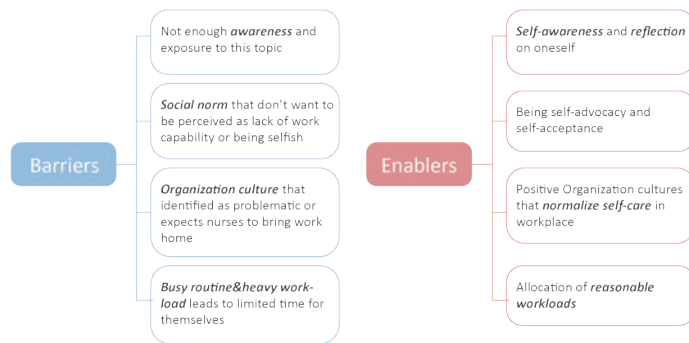 Barriers
Not enough awareness and
exposure to this topic
Social norm that don't want to
be perceived as lack of work
capability or being selfish
Organization culture that
identified as problematic or
expects nurses to bring work
home
Busy routine&heavy work-
load leads to limited time for
themselves
Enablers
Self-awareness and reflection
on oneself
Being self-advocacy and
self-acceptance
Positive Organization cultures
that normalize self-care in
workplace
Allocation of reasonable
workloads